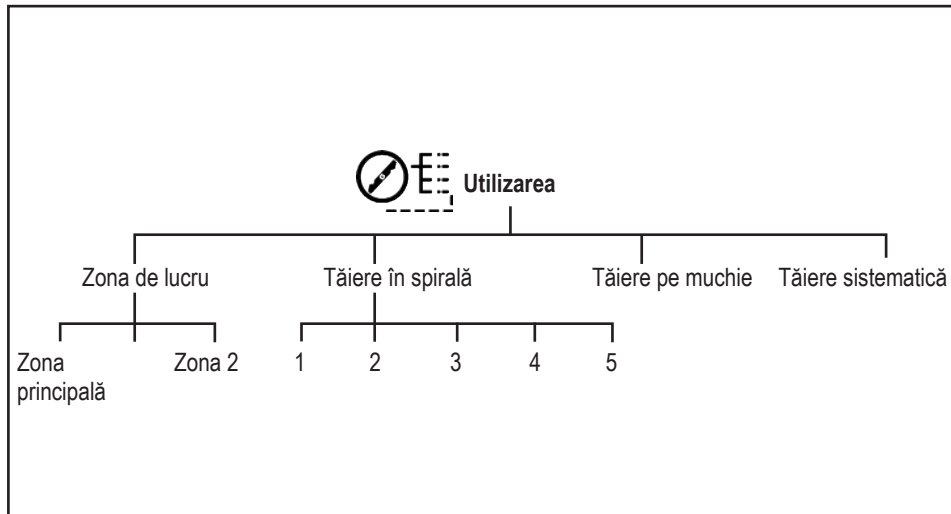 Utilizarea
Zona de lucru
Tăiere în spirală
Tăiere pe muchie
Tăiere sistematică
Zona
principală
Zona 2
1
2
3
4
5